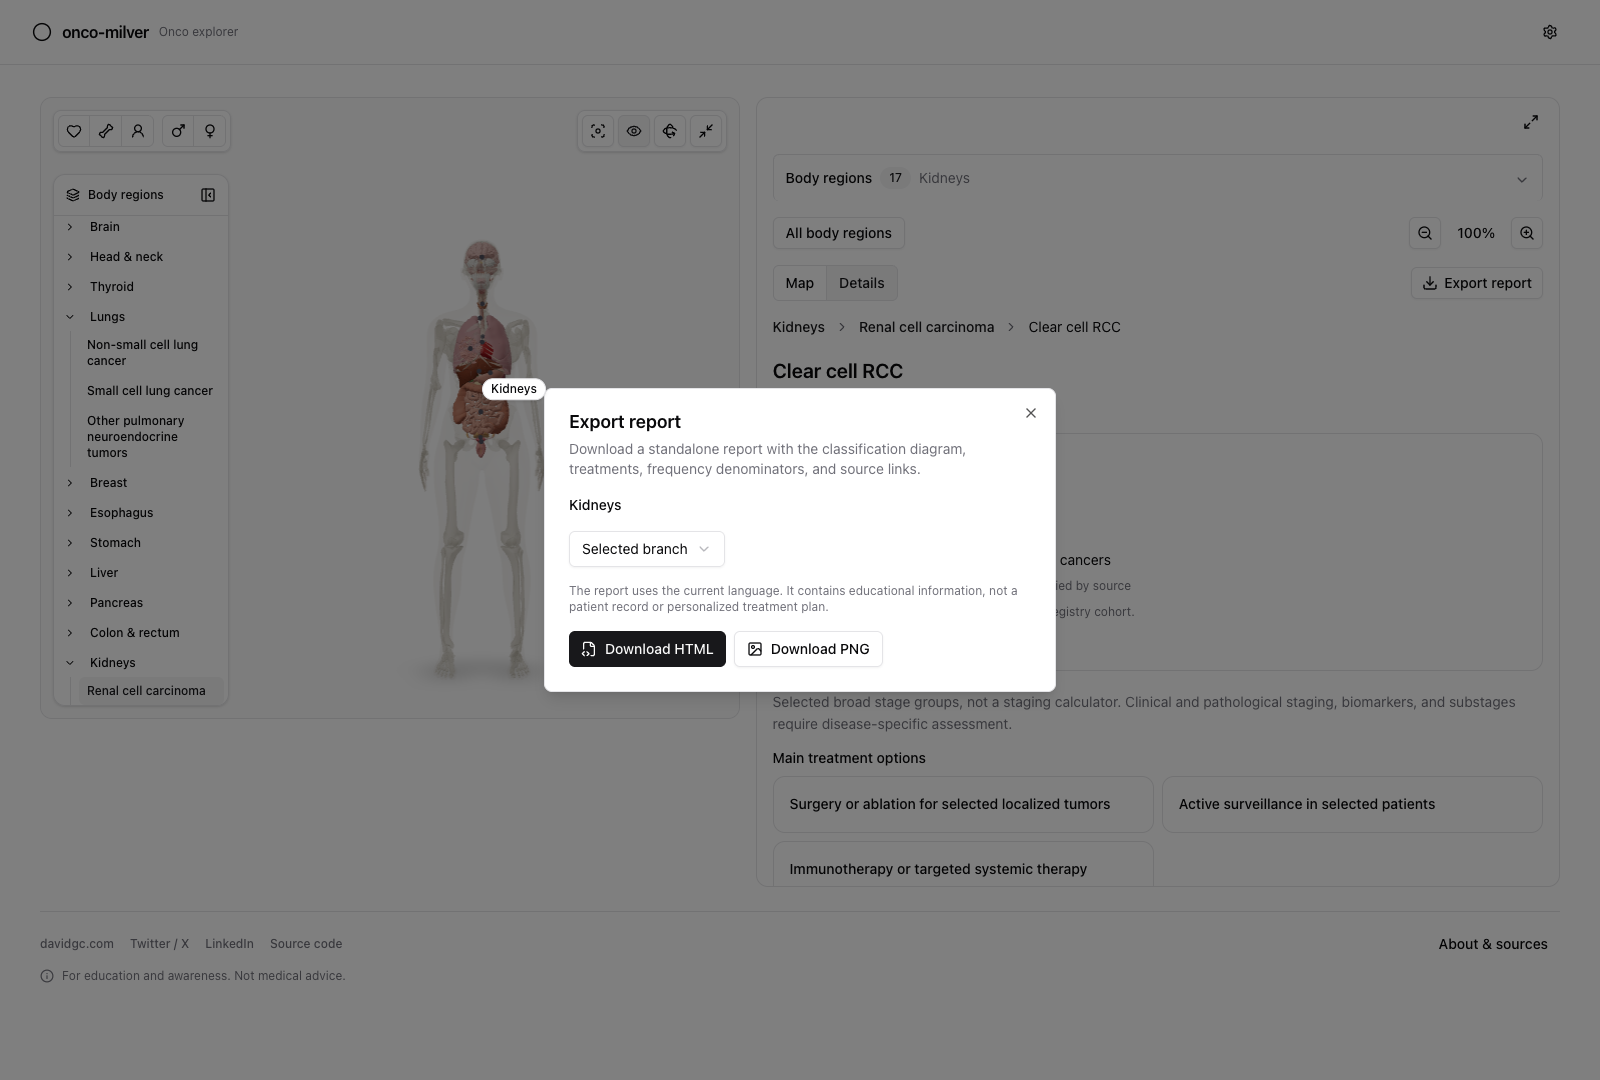 onco-milver Onco explorer
Body regions
Brain
Head & neck
Thyroid
Lungs
Non-small cell lung
cancer
Small cell lung cancer
Other pulmonary
neuroendocrine
tumors
Breast
Esophagus
Stomach
Liver
Pancreas
Colon & rectum
Kidneys
Renal cell carcinoma
Kidneys
Body regions 17 Kidneys
All body regions
100%
Map Details
Export report
Kidneys > Renal cell carcinoma > Clear cell RCC
Clear cell RCC
Export report
Download a standalone report with the classification diagram,
treatments, frequency denominators, and source links.
Kidneys
Selected branch
The report uses the current language. It contains educational information, not a
patient record or personalized treatment plan.
Download HTML
Download PNG
cancers
ied by source
egistry cohort.
Selected broad stage groups, not a staging calculator. Clinical and pathological staging, biomarkers, and substages
require disease-specific assessment.
Main treatment options
Surgery or ablation for selected localized tumors
Active surveillance in selected patients
Immunotherapy or targeted systemic therapy
davidgc.com Twitter / X LinkedIn Source code
About & sources
For education and awareness. Not medical advice.